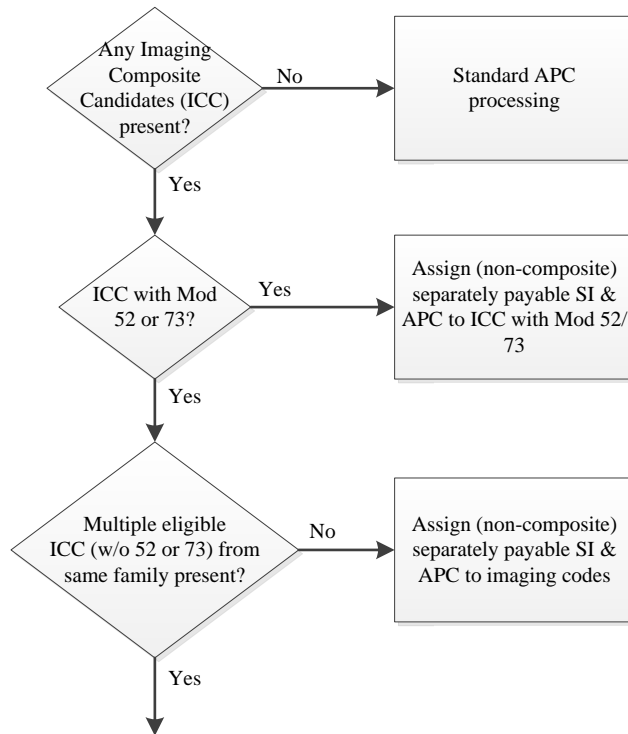 Any Imaging
Composite
Candidates (ICC)
present?
No
Standard APC
processing
Yes
ICC with Mod
52 or 73?
Yes
Assign (non-composite)
separately payable SI &
APC to ICC with Mod 52/
73
Yes
Multiple eligible
ICC (w/o 52 or 73) from
same family present?
No
Assign (non-composite)
separately payable SI &
APC to imaging codes
Yes